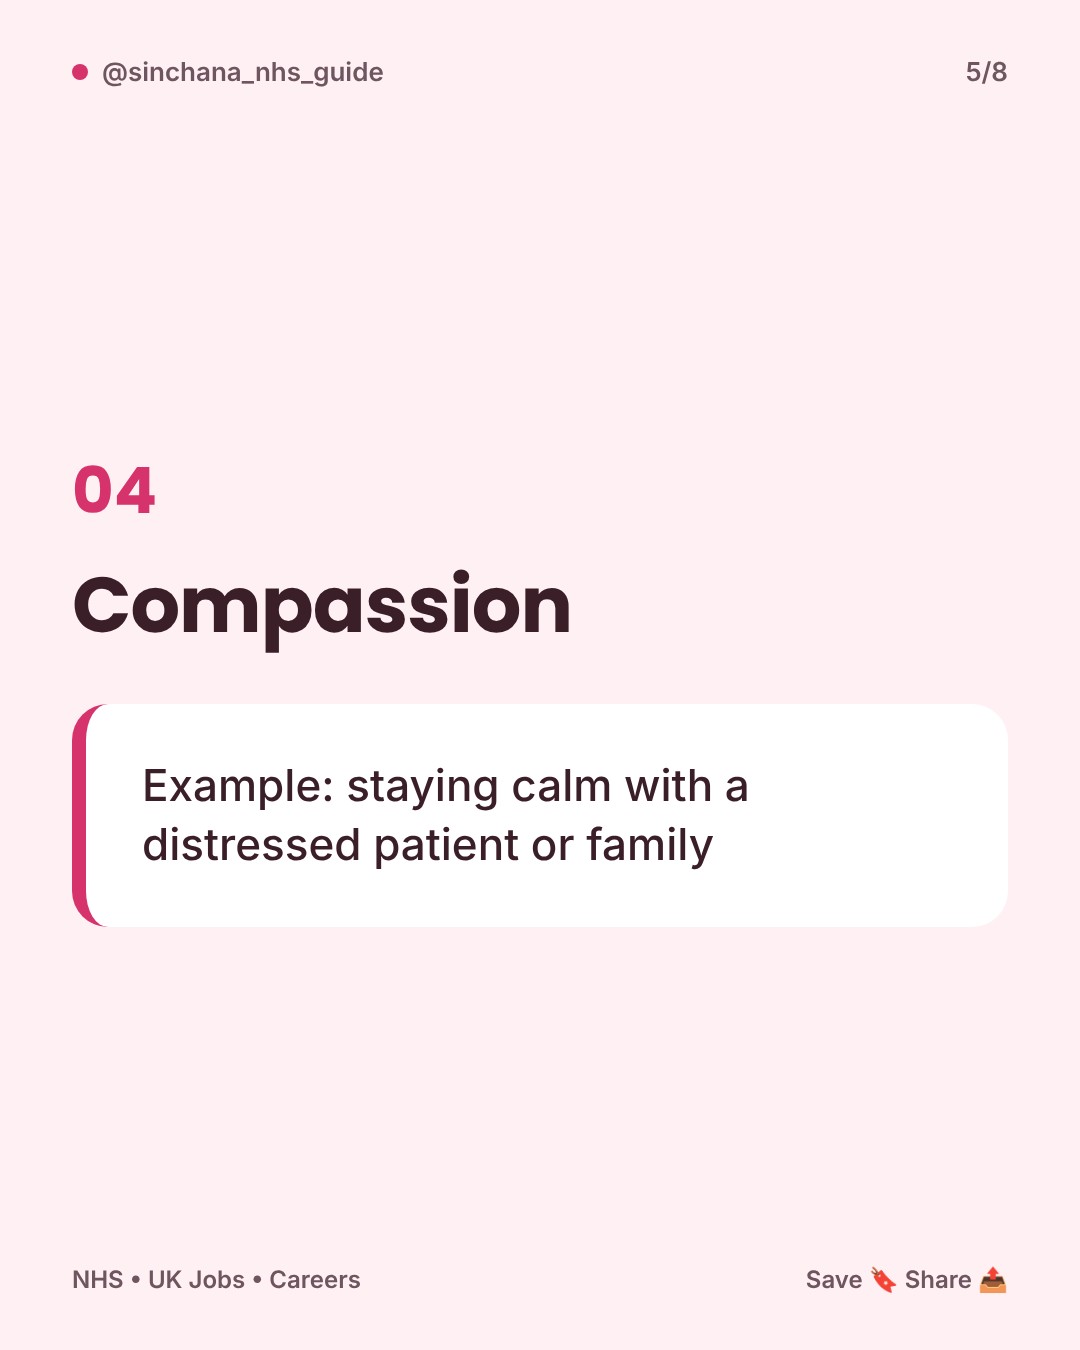 @sinchana_nhs_guide
5/8
04
Compassion
Example: staying calm with a
distressed patient or family
NHS • UK Jobs • Careers
Save 🔖 Share 📤